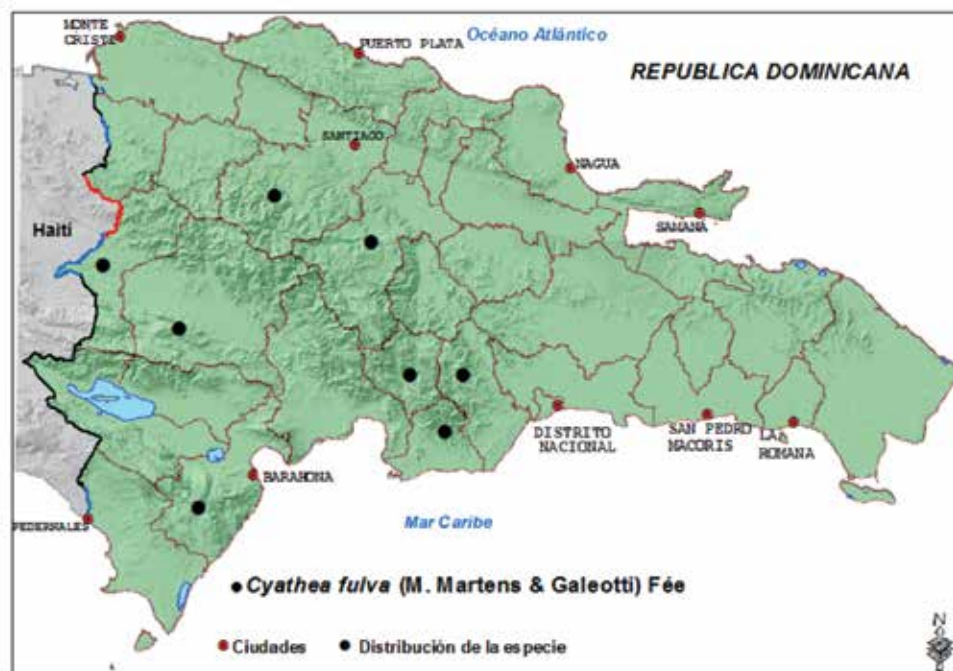 MONTE
CRISTI
PUERTO PLATA
Océano Atlántico
REPUBLICA DOMINICANA
SANTIAGO
NAGUA
SAMANA
Haití
DISTRITO
NACIONAL
SAN PEDRO
MACORIS
LA
ROMANA
BARAHONA
PEDERNALES
Mar Caribe
Cyathea fulva (M. Martens & Galeotti) Fée
Ciudades
Distribución de la especie
N